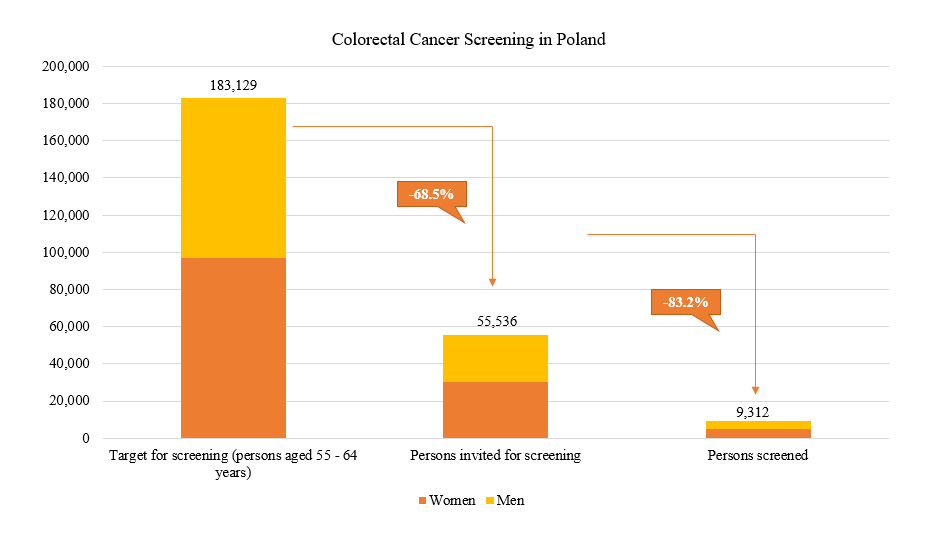 Colorectal Cancer Screening in Poland
200,000
180,000
160,000
140,000
120,000
100,000
80,000
60,000
40,000
20,000
0
183,129
-68.5%
55,536
-83.2%
9,312
Target for screening (persons aged 55 - 64
years)
Persons invited for screening
Persons screened
Women
Men